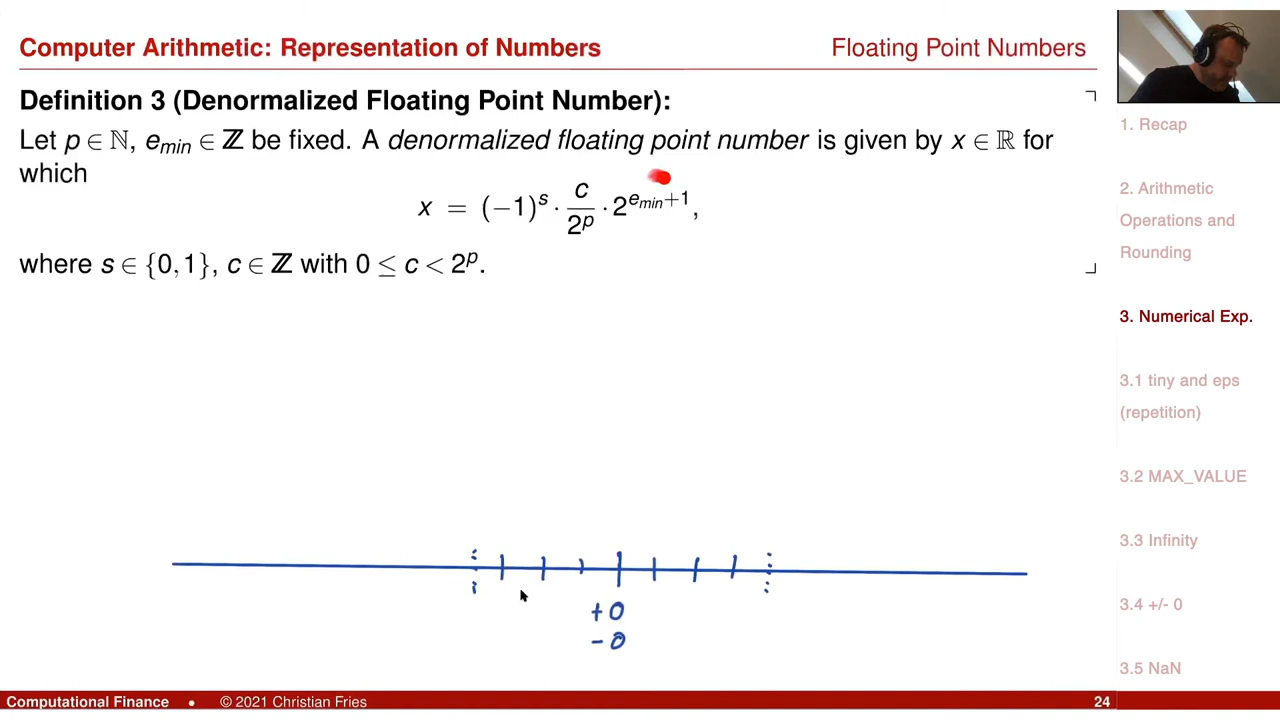 Computer Arithmetic: Representation of Numbers
Floating Point Numbers
Definition 3 (Denormalized Floating Point Number):
Let p ∈ ℕ, e_min ∈ ℤ be fixed. A denormalized floating point number is given by x ∈ ℝ for
which
x = (−1)^s · c/2^p · 2^{e_min+1},
where s ∈ {0,1}, c ∈ ℤ with 0 ≤ c < 2^p.
+0
−0
1. Recap
2. Arithmetic
Operations and
Rounding
3. Numerical Exp.
3.1 tiny and eps
(repetition)
3.2 MAX_VALUE
3.3 Infinity
3.4 +/- 0
3.5 NaN
Computational Finance • © 2021 Christian Fries
24